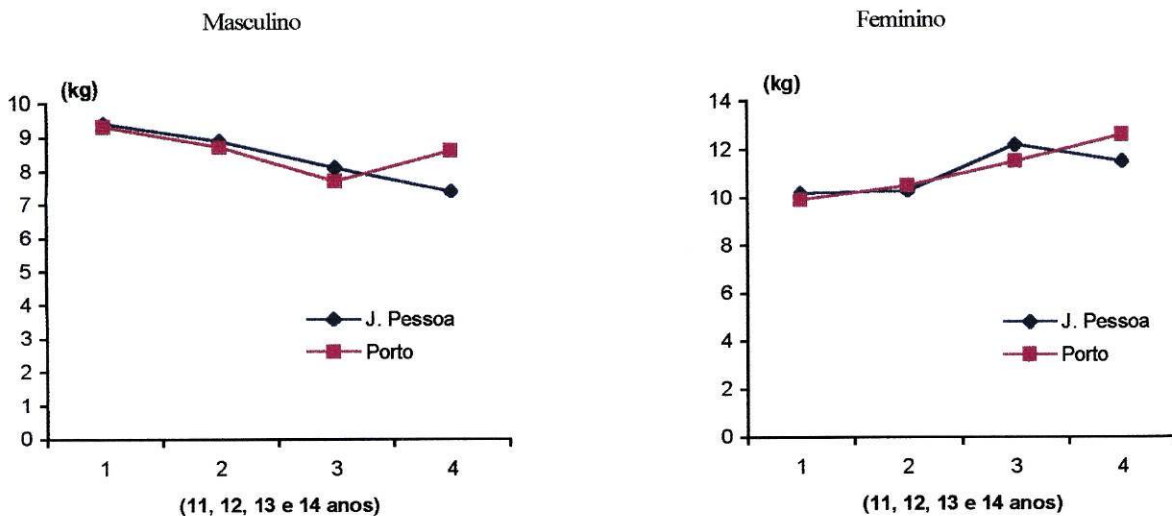 Masculino
(kg)
10
9
8
7
6
5
4
3
2
1
0
J. Pessoa
Porto
1 2 3 4
(11, 12, 13 e 14 anos)
Feminino
(kg)
14
12
10
8
6
4
2
0
J. Pessoa
Porto
1 2 3 4
(11, 12, 13 e 14 anos)